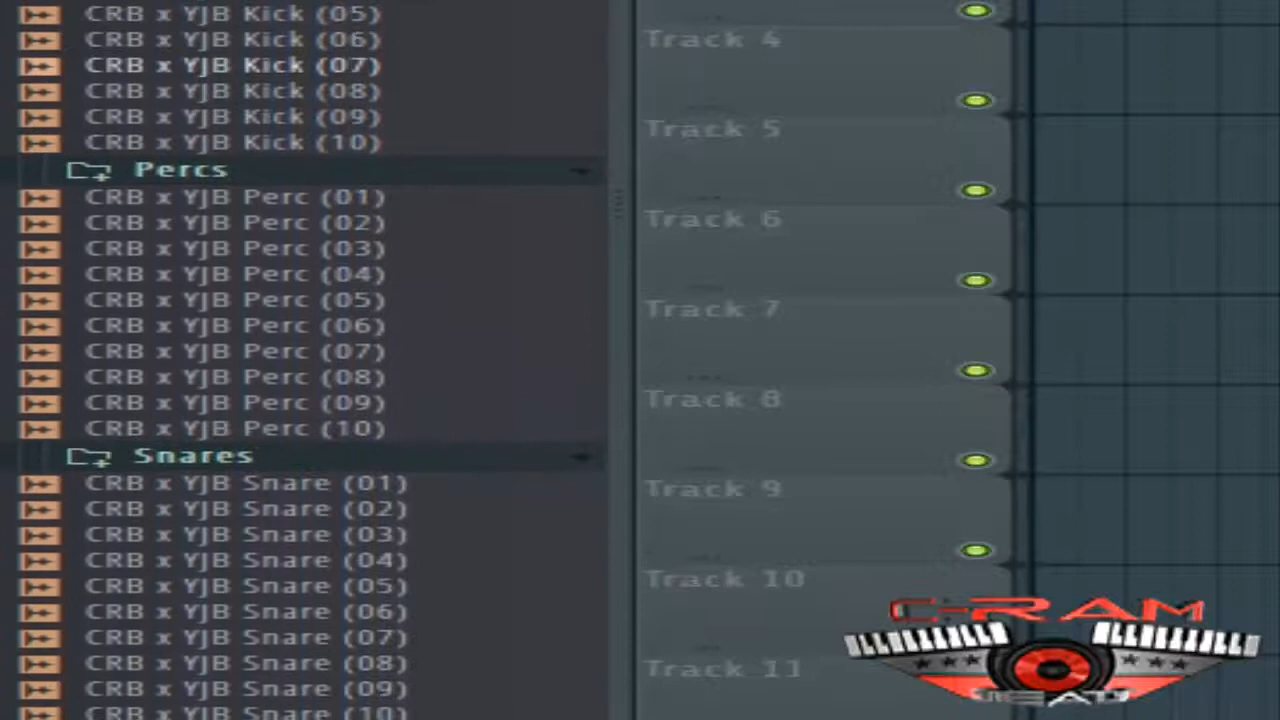 CRB x YJB Kick (05)
CRB x YJB Kick (06)
CRB x YJB Kick (07)
CRB x YJB Kick (08)
CRB x YJB Kick (09)
CRB x YJB Kick (10)
Percs
CRB x YJB Perc (01)
CRB x YJB Perc (02)
CRB x YJB Perc (03)
CRB x YJB Perc (04)
CRB x YJB Perc (05)
CRB x YJB Perc (06)
CRB x YJB Perc (07)
CRB x YJB Perc (08)
CRB x YJB Perc (09)
CRB x YJB Perc (10)
Snares
CRB x YJB Snare (01)
CRB x YJB Snare (02)
CRB x YJB Snare (03)
CRB x YJB Snare (04)
CRB x YJB Snare (05)
CRB x YJB Snare (06)
CRB x YJB Snare (07)
CRB x YJB Snare (08)
CRB x YJB Snare (09)
CRB x YJB Snare (10)
Track 4
Track 5
Track 6
Track 7
Track 8
Track 9
Track 10
Track 11
C-RAM